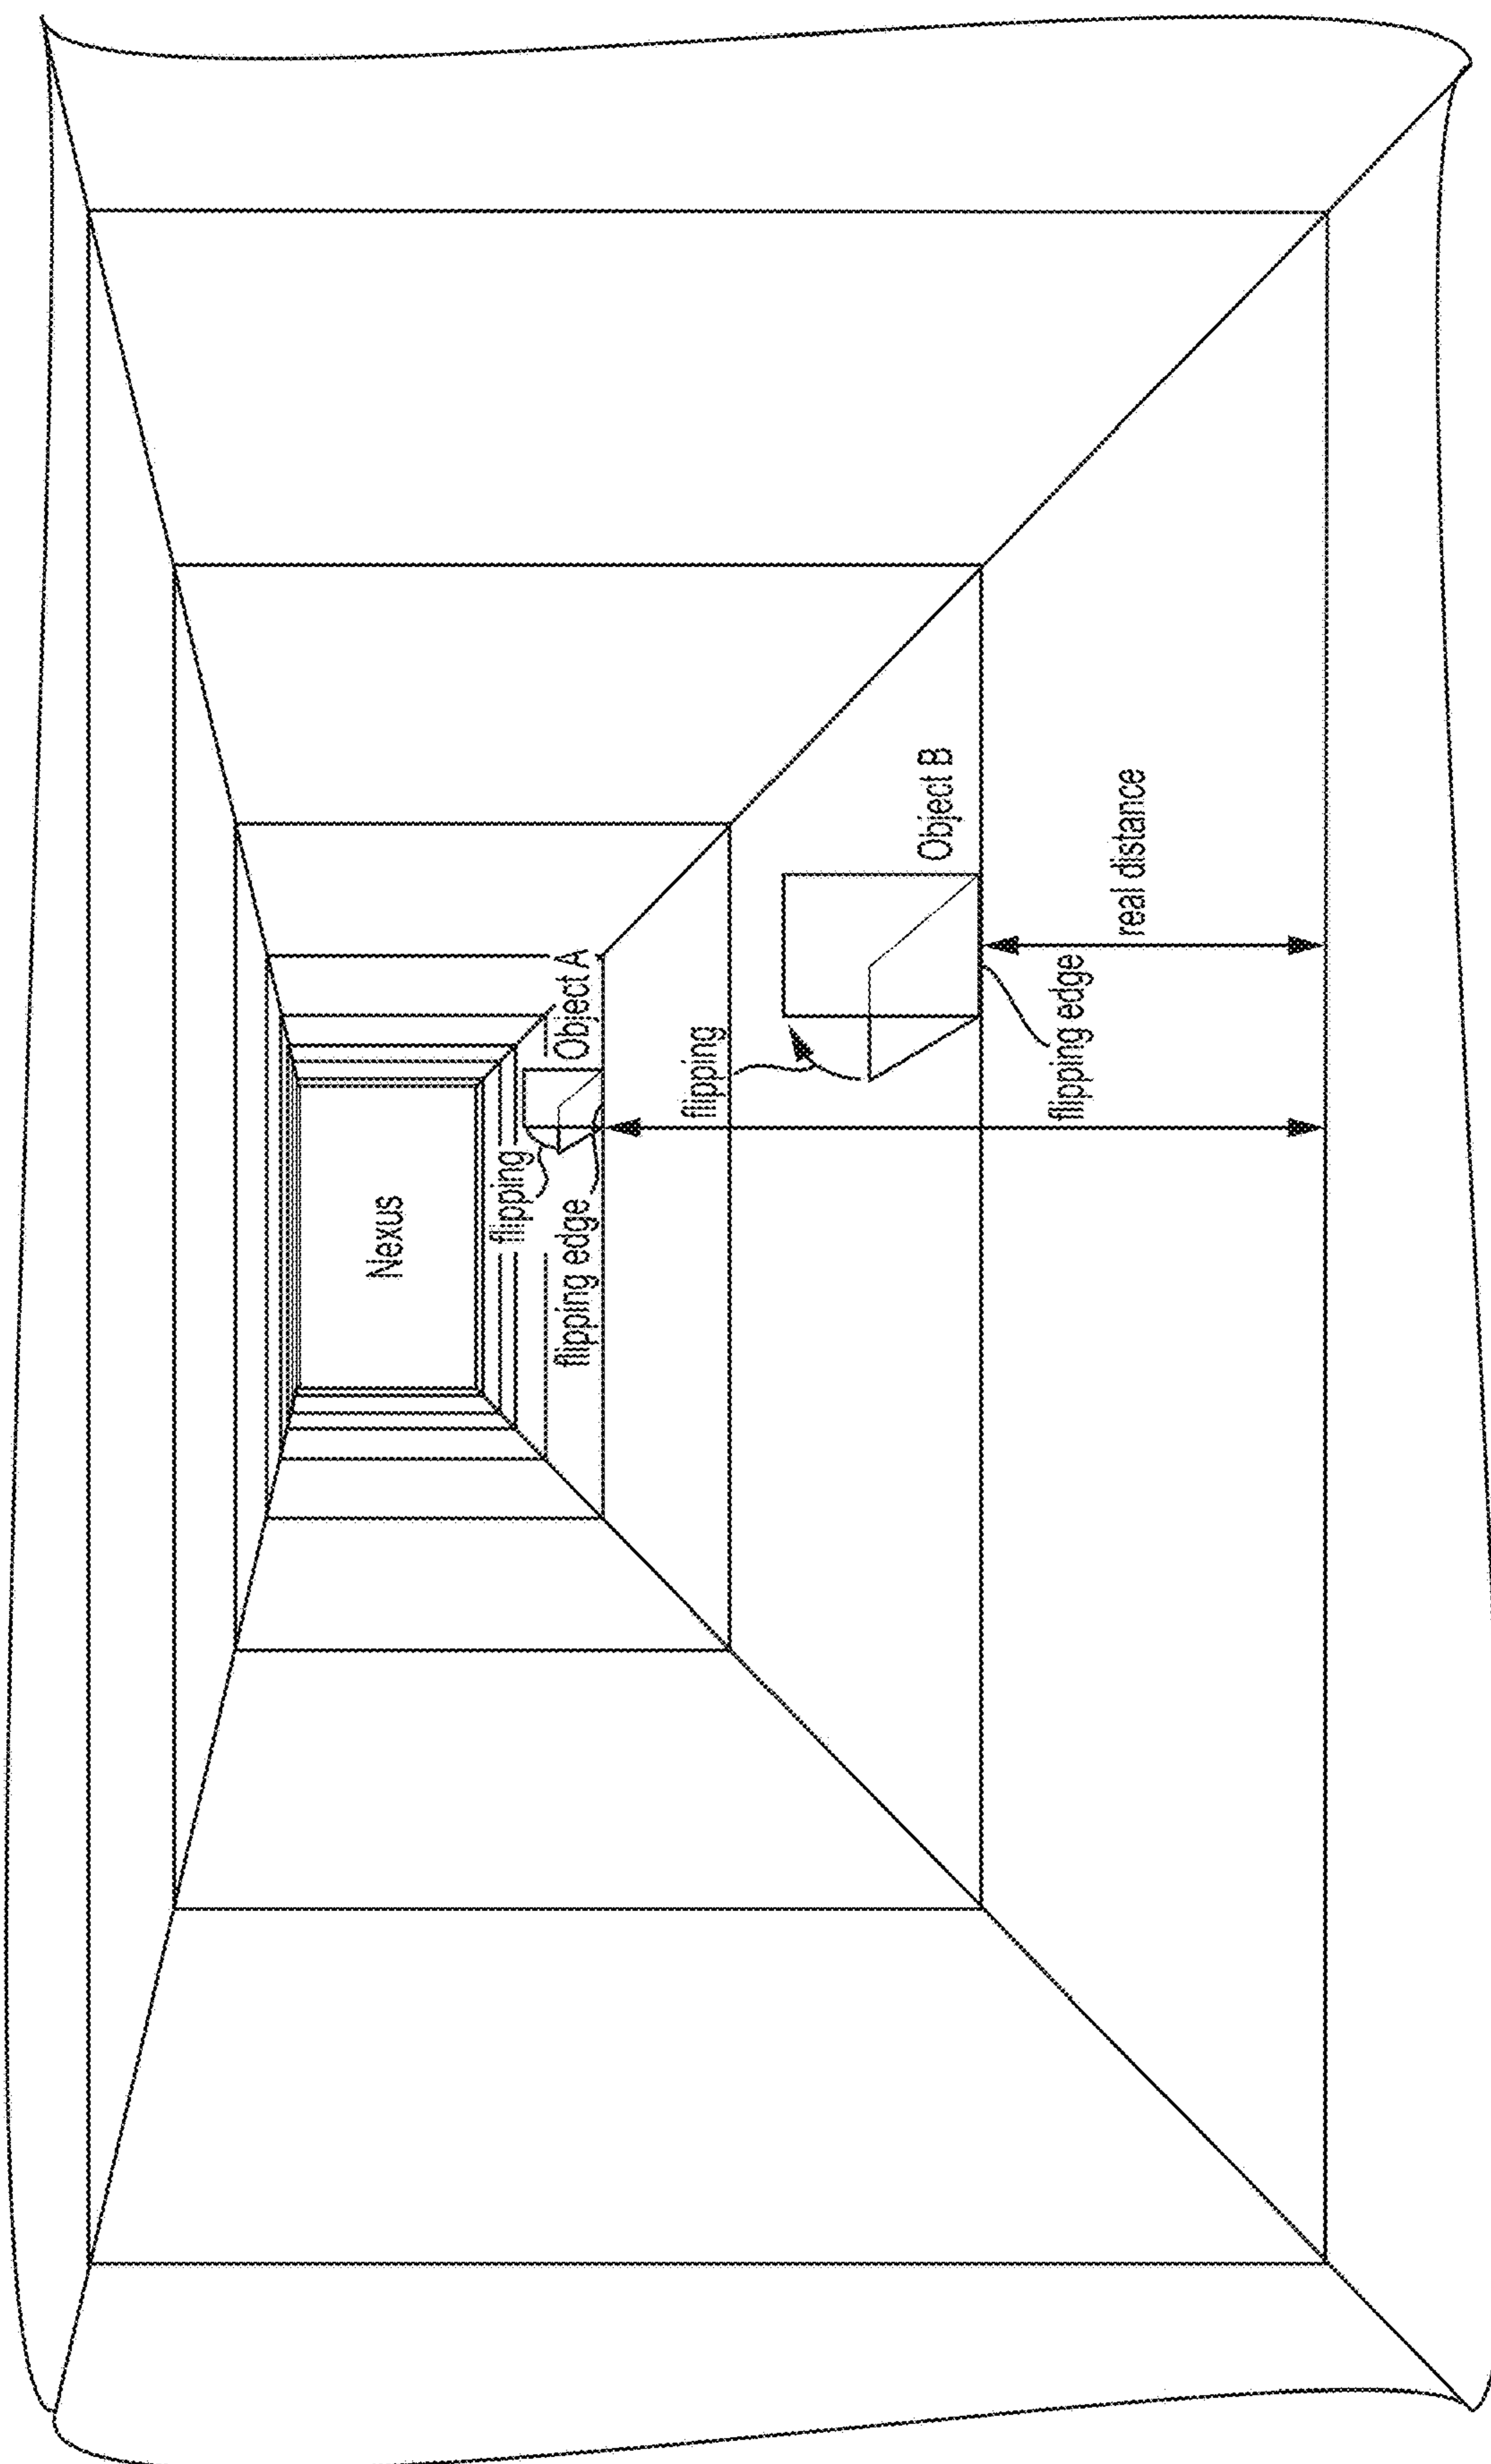 Nexus
flipping
Object A
flipping edge
flipping
Object B
flipping edge
real distance